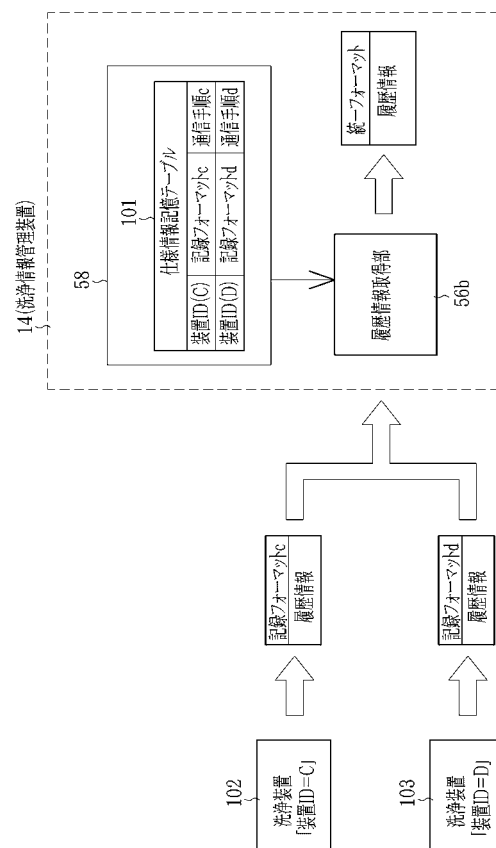 14(洗浄情報管理装置)
58
101
仕様情報記憶テーブル
装置ID(C) 記録フォーマットc 通信手順c
装置ID(D) 記録フォーマットd 通信手順d
履歴情報取得部
56b
統一フォーマット
履歴情報
記録フォーマットc
履歴情報
記録フォーマットd
履歴情報
102
洗浄装置
「装置ID=C」
103
洗浄装置
「装置ID=D」